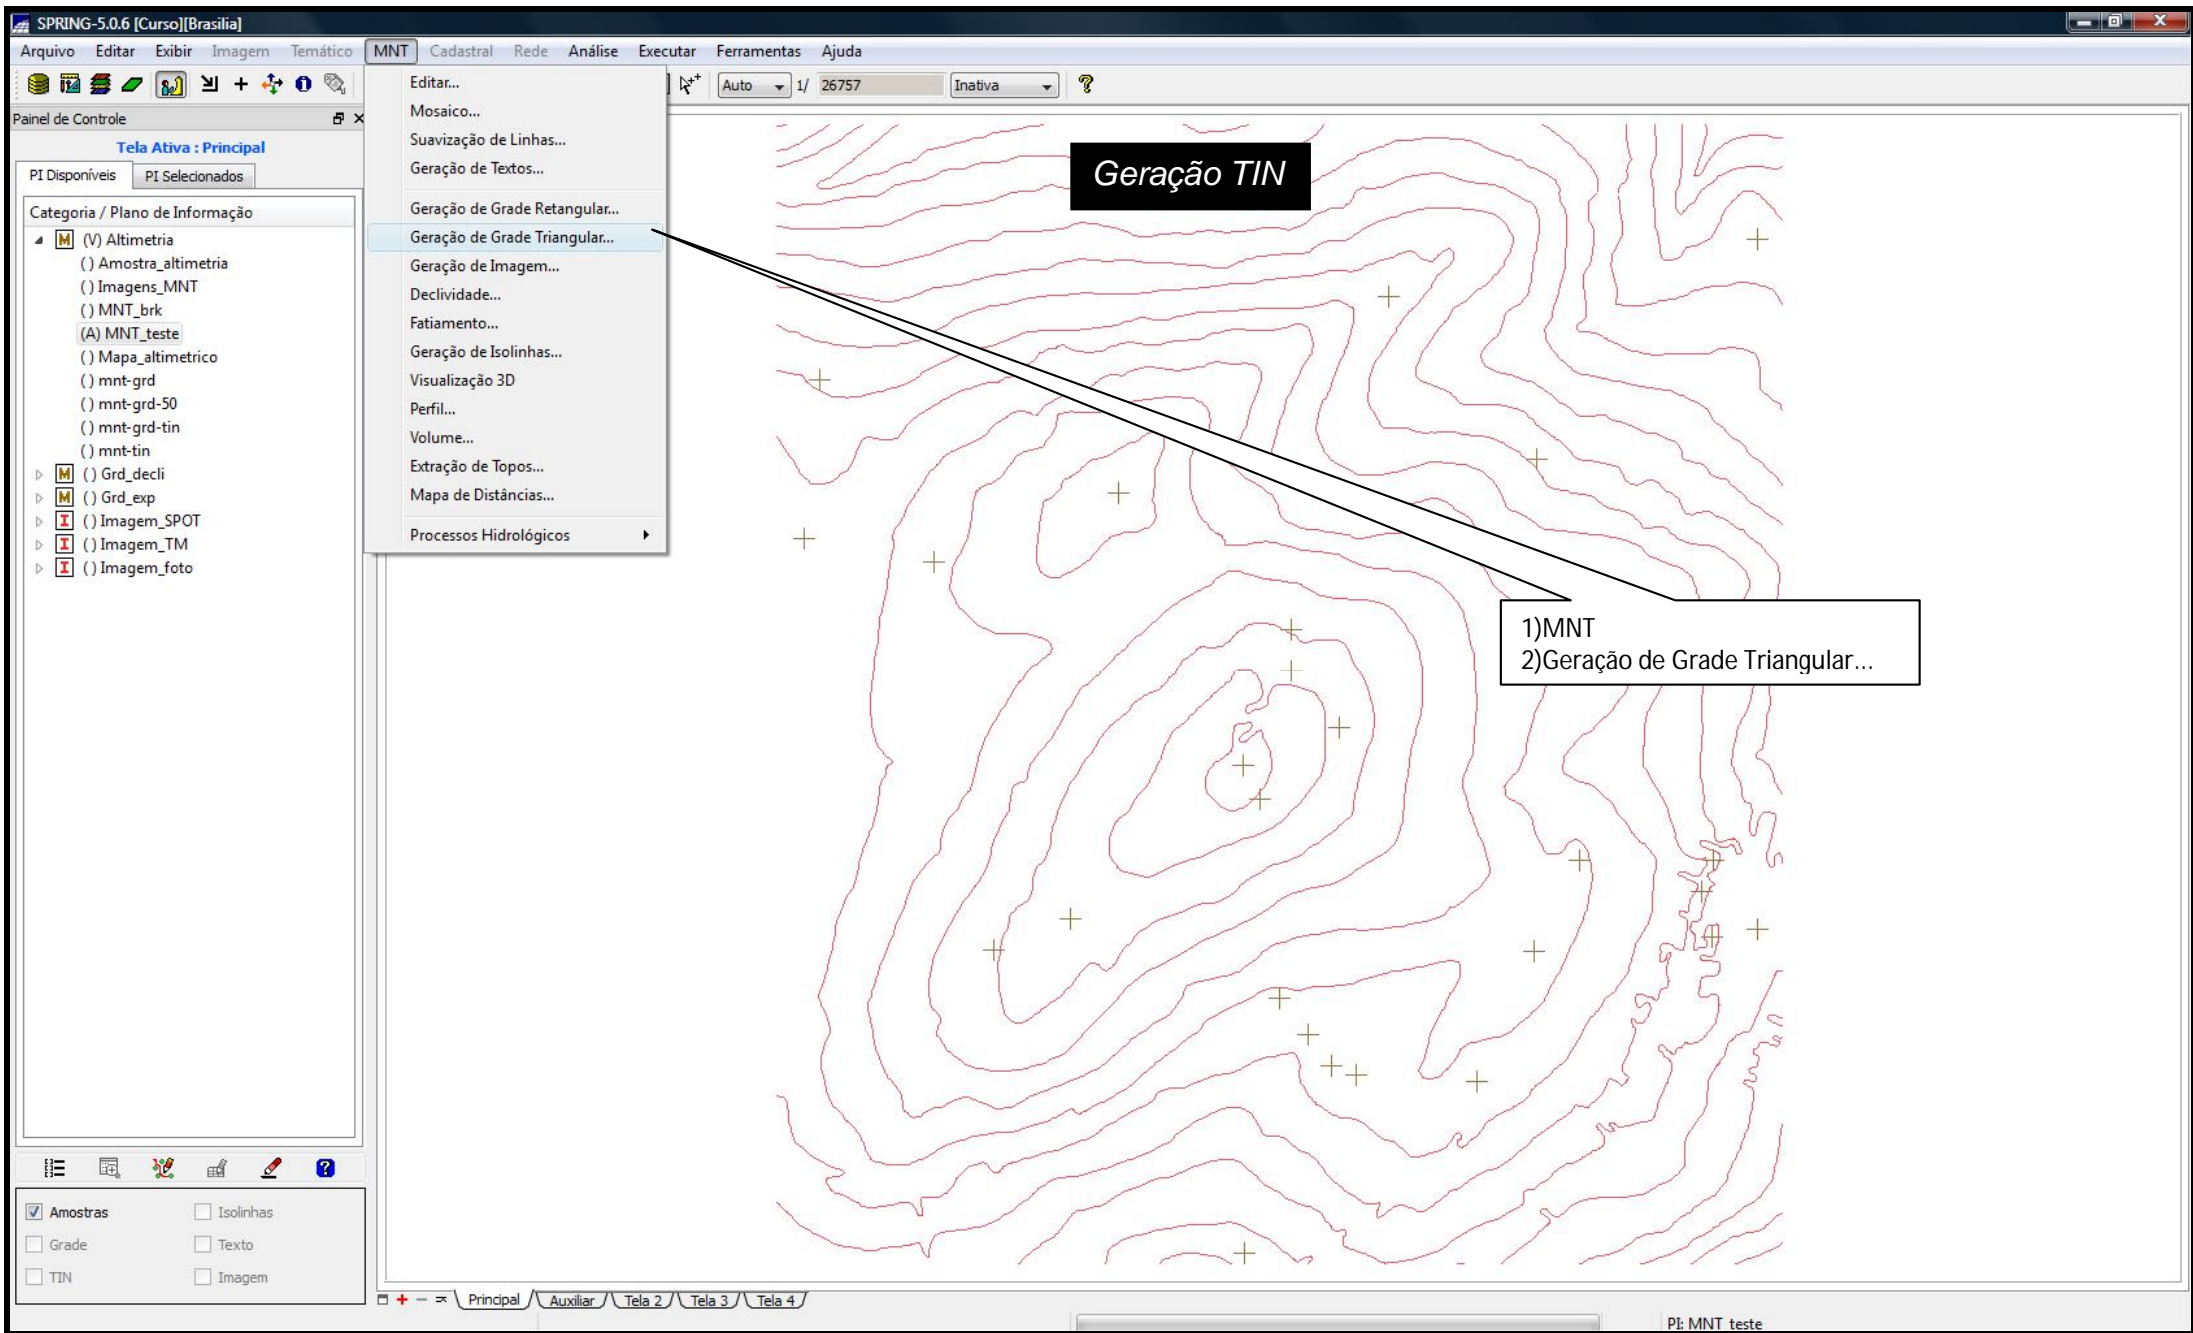 SPRING-5.0.6 [Curso][Brasilia]
Arquivo Editar Exibir Imagem Temático MNT Cadastral Rede Análise Executar Ferramentas Ajuda
Auto 1/ 26757 Inativa
Painel de Controle
Tela Ativa : Principal
PI Disponíveis PI Selecionados
Categoria / Plano de Informação
M (V) Altimetria
( ) Amostra_altimetria
( ) Imagens_MNT
( ) MNT_brk
(A) MNT_teste
( ) Mapa_altimetrico
( ) mnt-grd
( ) mnt-grd-50
( ) mnt-grd-tin
( ) mnt-tin
M ( ) Grd_decli
M ( ) Grd_exp
I ( ) Imagem_SPOT
I ( ) Imagem_TM
I ( ) Imagem_foto
Amostras Isolinhas
Grade Texto
TIN Imagem
Editar...
Mosaico...
Suavização de Linhas...
Geração de Textos...
Geração de Grade Retangular...
Geração de Grade Triangular...
Geração de Imagem...
Declividade...
Fatiamento...
Geração de Isolinhas...
Visualização 3D
Perfil...
Volume...
Extração de Topos...
Mapa de Distâncias...
Processos Hidrológicos
Geração TIN
1)MNT
2)Geração de Grade Triangular...
Principal Auxiliar Tela 2 Tela 3 Tela 4
PI: MNT_teste